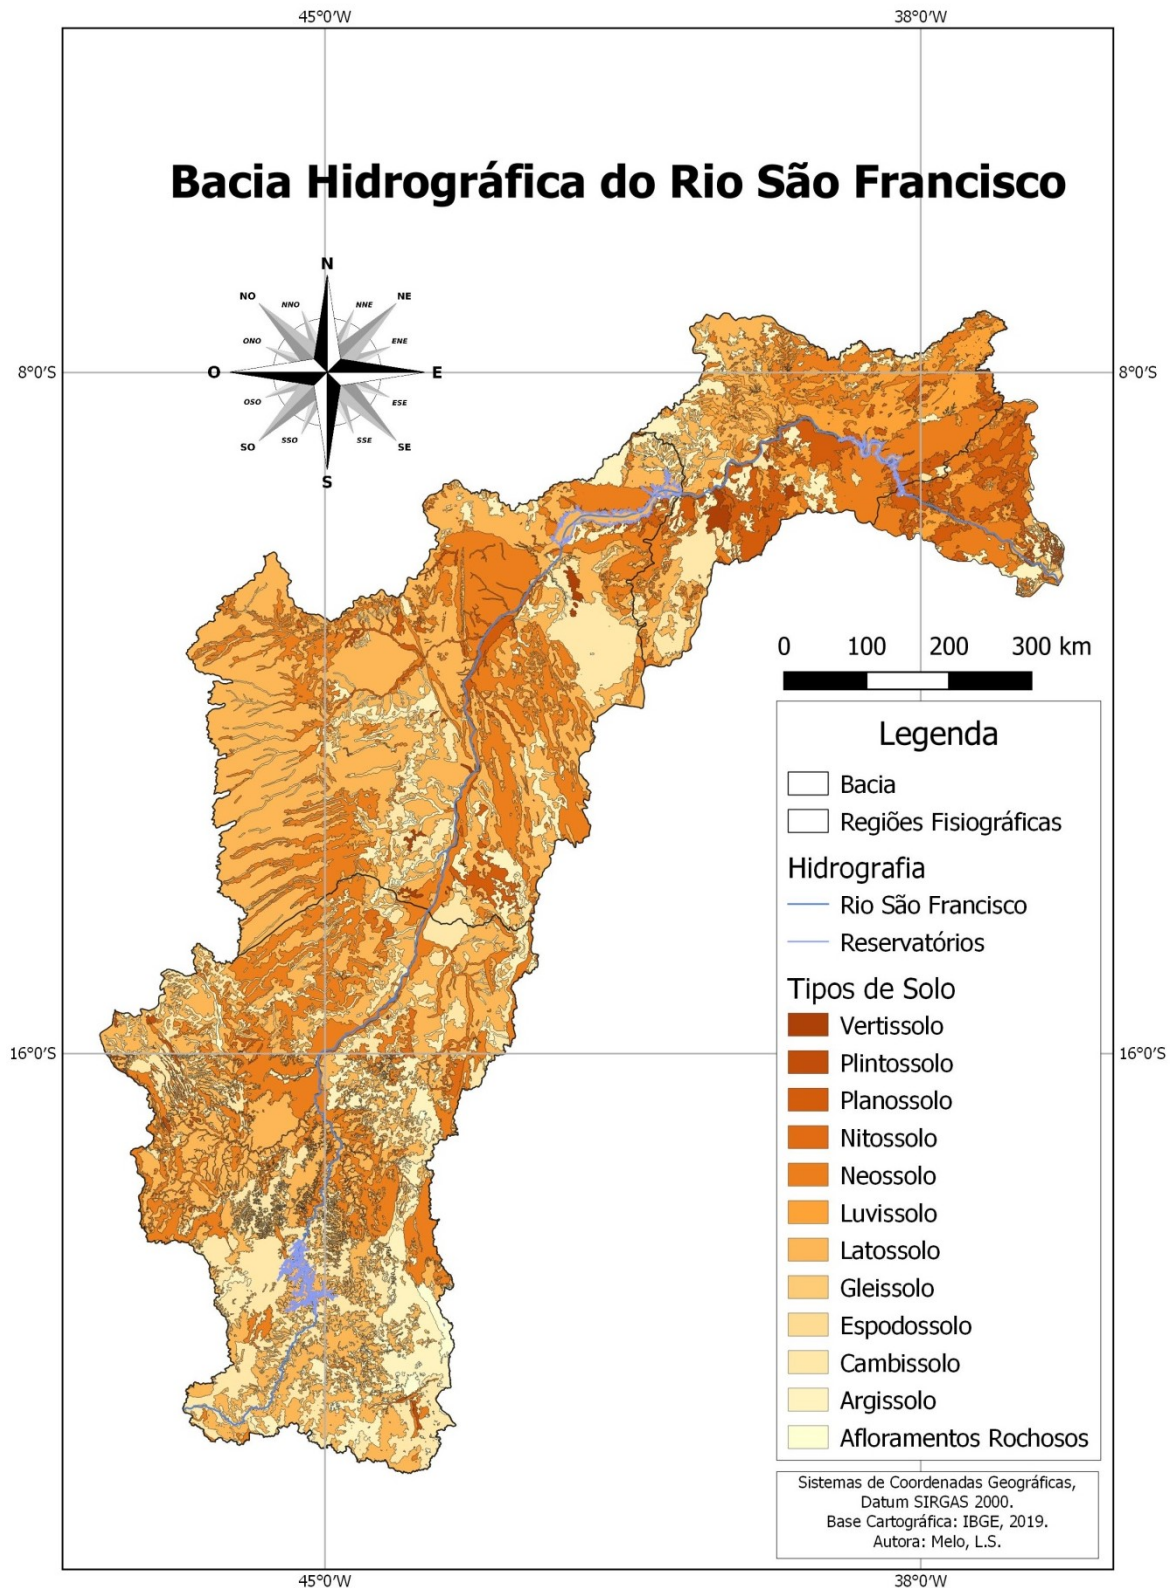 45°0'W 38°0'W
Bacia Hidrográfica do Rio São Francisco
N
NNO NNE
NO NE
ONO ENE
8°0'S O E 8°0'S
OSO ESE
SO SE
SSO SSE
S
0 100 200 300 km
Legenda
Bacia
Regiões Fisiográficas
Hidrografia
Rio São Francisco
Reservatórios
Tipos de Solo
Vertissolo
16°0'S 16°0'S
Plintossolo
Planossolo
Nitossolo
Neossolo
Luvissolo
Latossolo
Gleissolo
Espodossolo
Cambissolo
Argissolo
Afloramentos Rochosos
Sistemas de Coordenadas Geográficas,
Datum SIRGAS 2000.
Base Cartográfica: IBGE, 2019.
Autora: Melo, L.S.
45°0'W 38°0'W